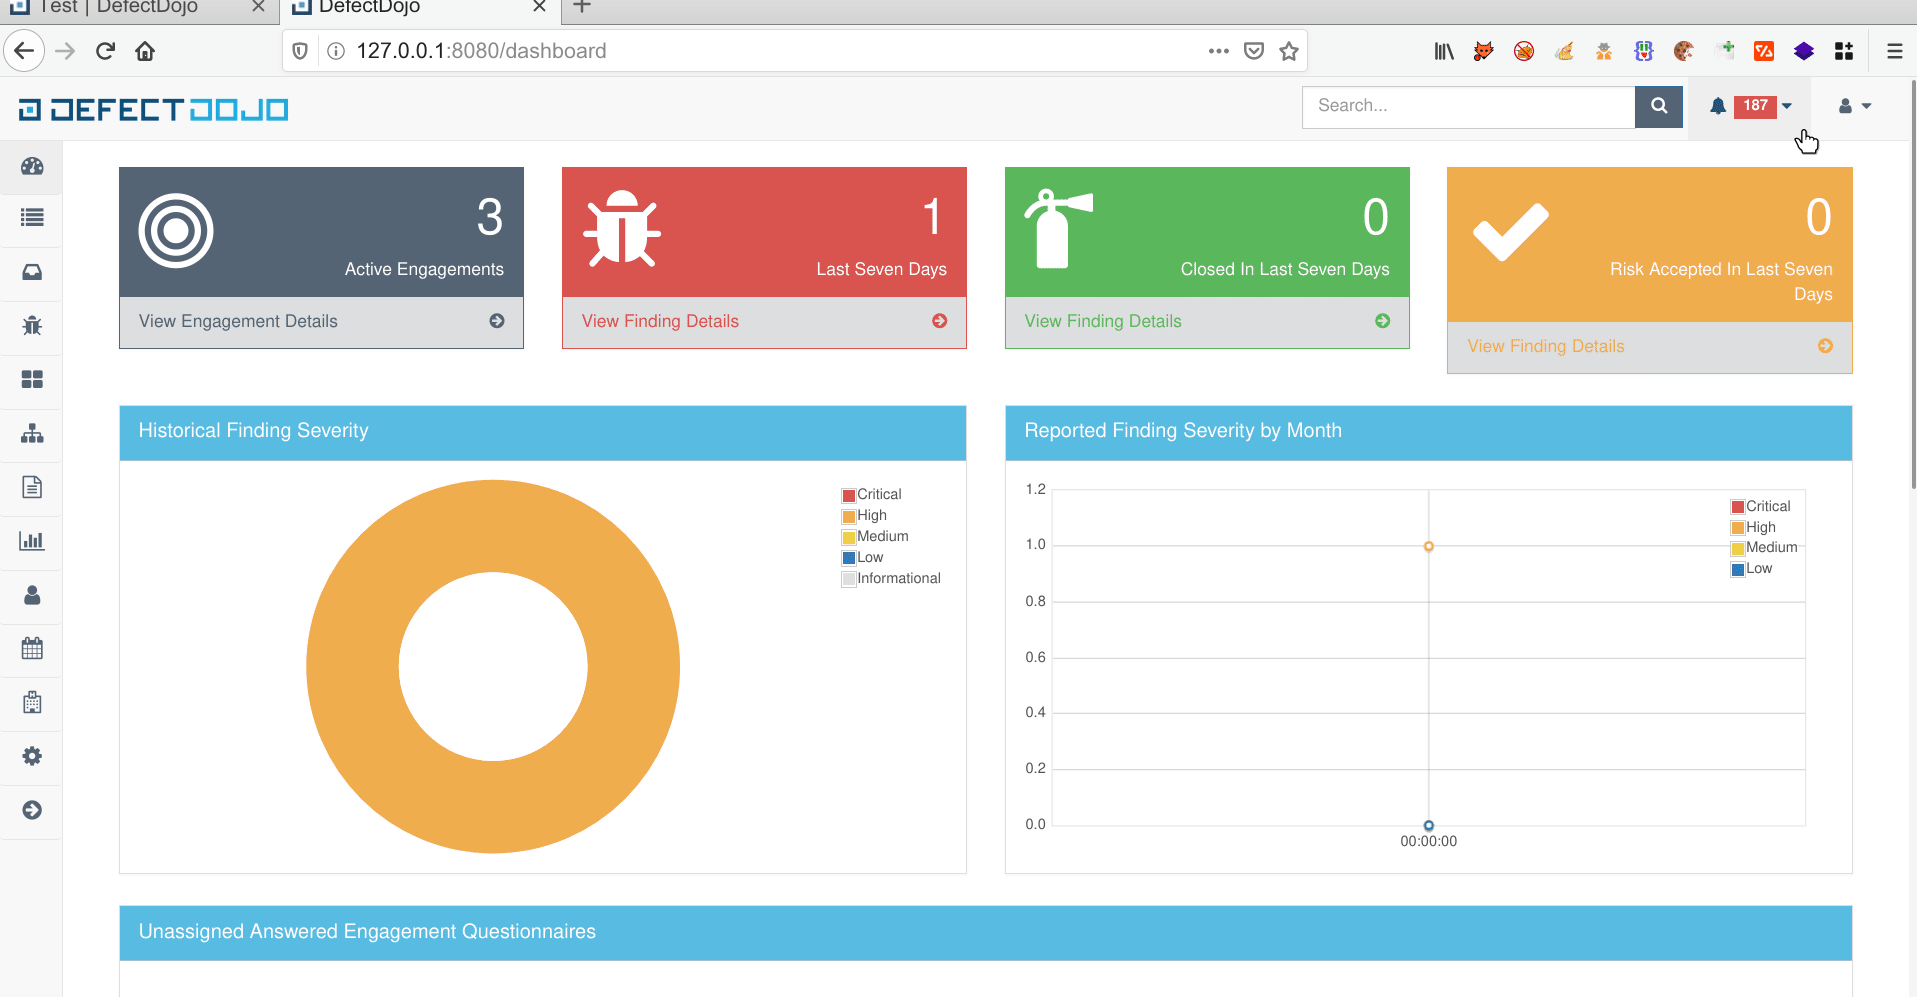 Test | DefectDojo
DefectDojo
127.0.0.1:8080/dashboard
DEFECTDOJO
Search...
187
3
Active Engagements
View Engagement Details
1
Last Seven Days
View Finding Details
0
Closed In Last Seven Days
View Finding Details
0
Risk Accepted In Last Seven
Days
View Finding Details
Historical Finding Severity
Critical
High
Medium
Low
Informational
Reported Finding Severity by Month
1.2
1.0
0.8
0.6
0.4
0.2
0.0
00:00:00
Critical
High
Medium
Low
Unassigned Answered Engagement Questionnaires